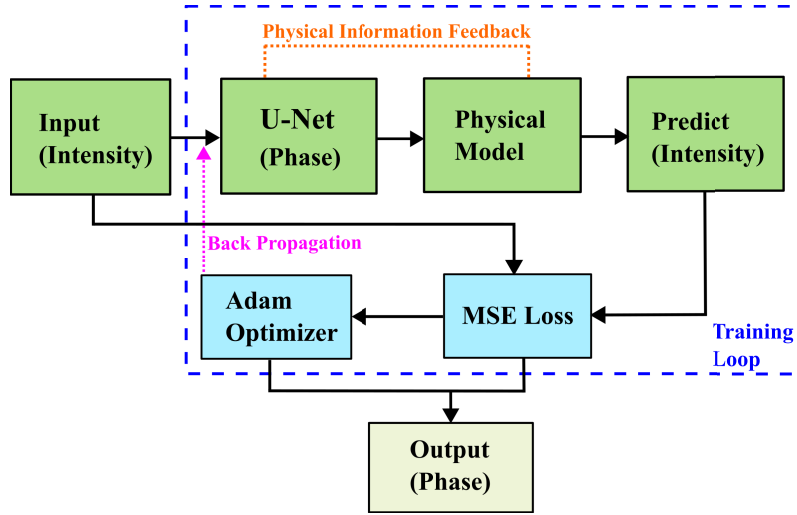 Physical Information Feedback
Input
(Intensity)
U-Net
(Phase)
Physical
Model
Predict
(Intensity)
Back Propagation
Adam
Optimizer
MSE Loss
Training
Loop
Output
(Phase)